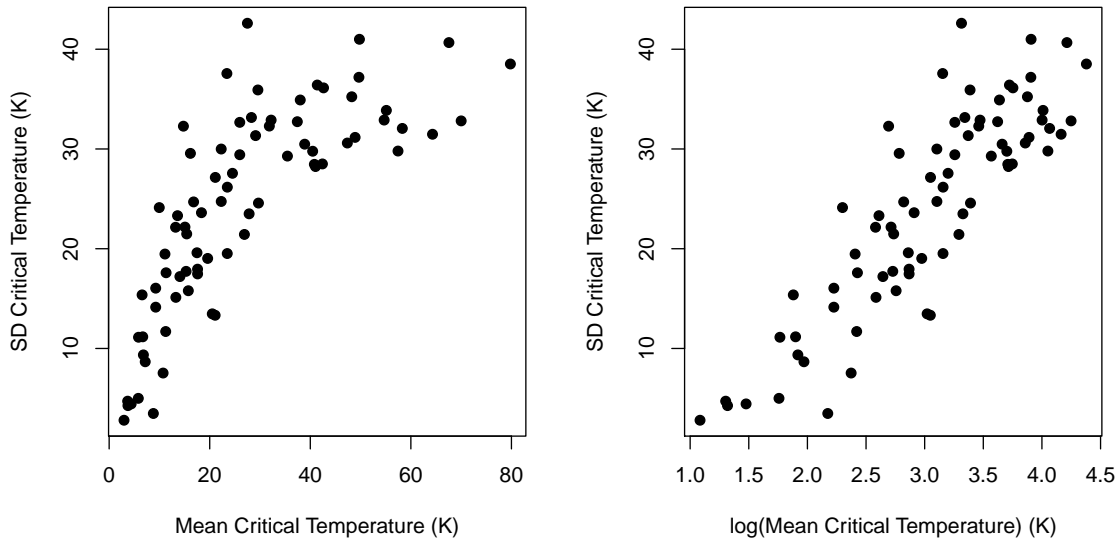 SD Critical Temperature (K)
10 20 30 40
0 20 40 60 80
Mean Critical Temperature (K)
SD Critical Temperature (K)
10 20 30 40
1.0 1.5 2.0 2.5 3.0 3.5 4.0 4.5
log(Mean Critical Temperature) (K)